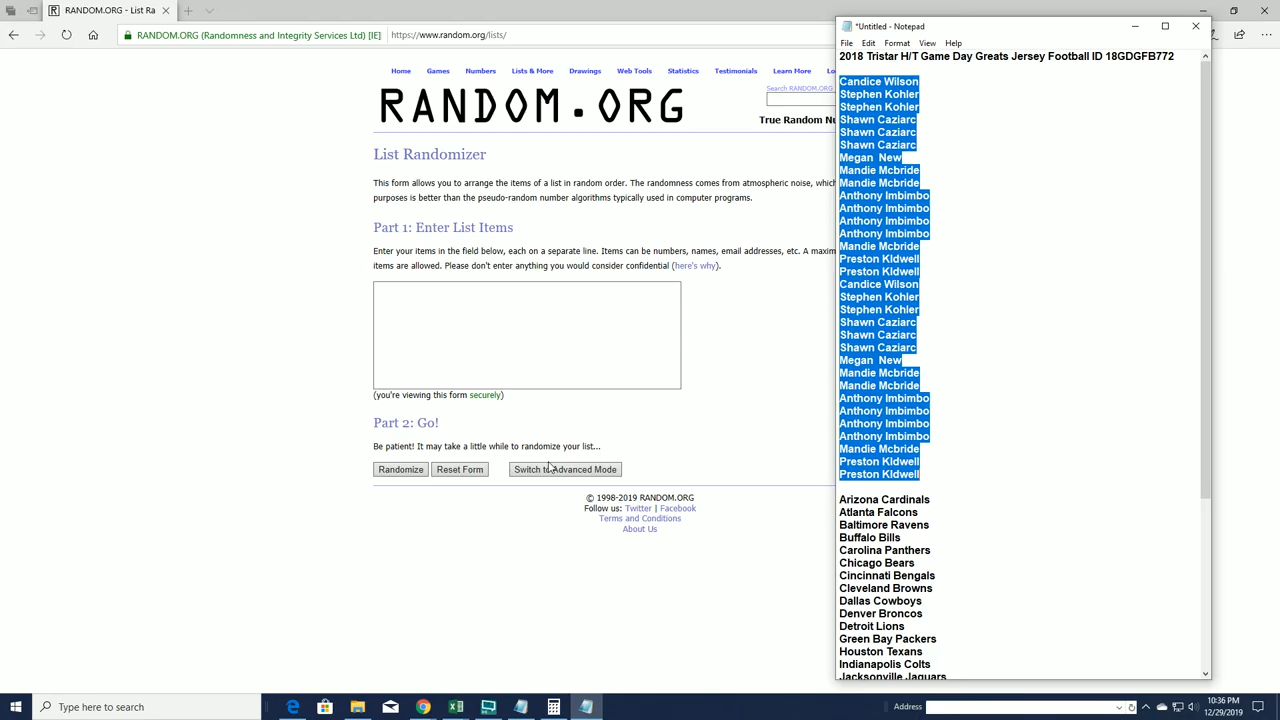 RANDOM.ORG - List Ra
RANDOM.ORG (Randomness and Integrity Services Ltd) [IE]
https://www.random.org/lists/
Home Games Numbers Lists & More Drawings Web Tools Statistics Testimonials Learn More Lo
Search RANDOM.ORG
RANDOM.ORG
True Random Nu
List Randomizer
This form allows you to arrange the items of a list in random order. The randomness comes from atmospheric noise, which
purposes is better than the pseudo-random number algorithms typically used in computer programs.
Part 1: Enter List Items
Enter your items in the field below, each on a separate line. Items can be numbers, names, email addresses, etc. A maxim
items are allowed. Please don't enter anything you would consider confidential (here's why).
(you're viewing this form securely)
Part 2: Go!
Be patient! It may take a little while to randomize your list...
Randomize Reset Form Switch to Advanced Mode
© 1998-2019 RANDOM.ORG
Follow us: Twitter | Facebook
Terms and Conditions
About Us
*Untitled - Notepad
File Edit Format View Help
2018 Tristar H/T Game Day Greats Jersey Football ID 18GDGFB772
Candice Wilson
Stephen Kohler
Stephen Kohler
Shawn Caziarc
Shawn Caziarc
Shawn Caziarc
Megan  New
Mandie Mcbride
Mandie Mcbride
Anthony Imbimbo
Anthony Imbimbo
Anthony Imbimbo
Anthony Imbimbo
Mandie Mcbride
Preston KIdwell
Preston KIdwell
Candice Wilson
Stephen Kohler
Stephen Kohler
Shawn Caziarc
Shawn Caziarc
Shawn Caziarc
Megan  New
Mandie Mcbride
Mandie Mcbride
Anthony Imbimbo
Anthony Imbimbo
Anthony Imbimbo
Anthony Imbimbo
Mandie Mcbride
Preston KIdwell
Preston KIdwell
Arizona Cardinals
Atlanta Falcons
Baltimore Ravens
Buffalo Bills
Carolina Panthers
Chicago Bears
Cincinnati Bengals
Cleveland Browns
Dallas Cowboys
Denver Broncos
Detroit Lions
Green Bay Packers
Houston Texans
Indianapolis Colts
Jacksonville Jaguars
Type here to search
Address
10:36 PM
12/29/2019